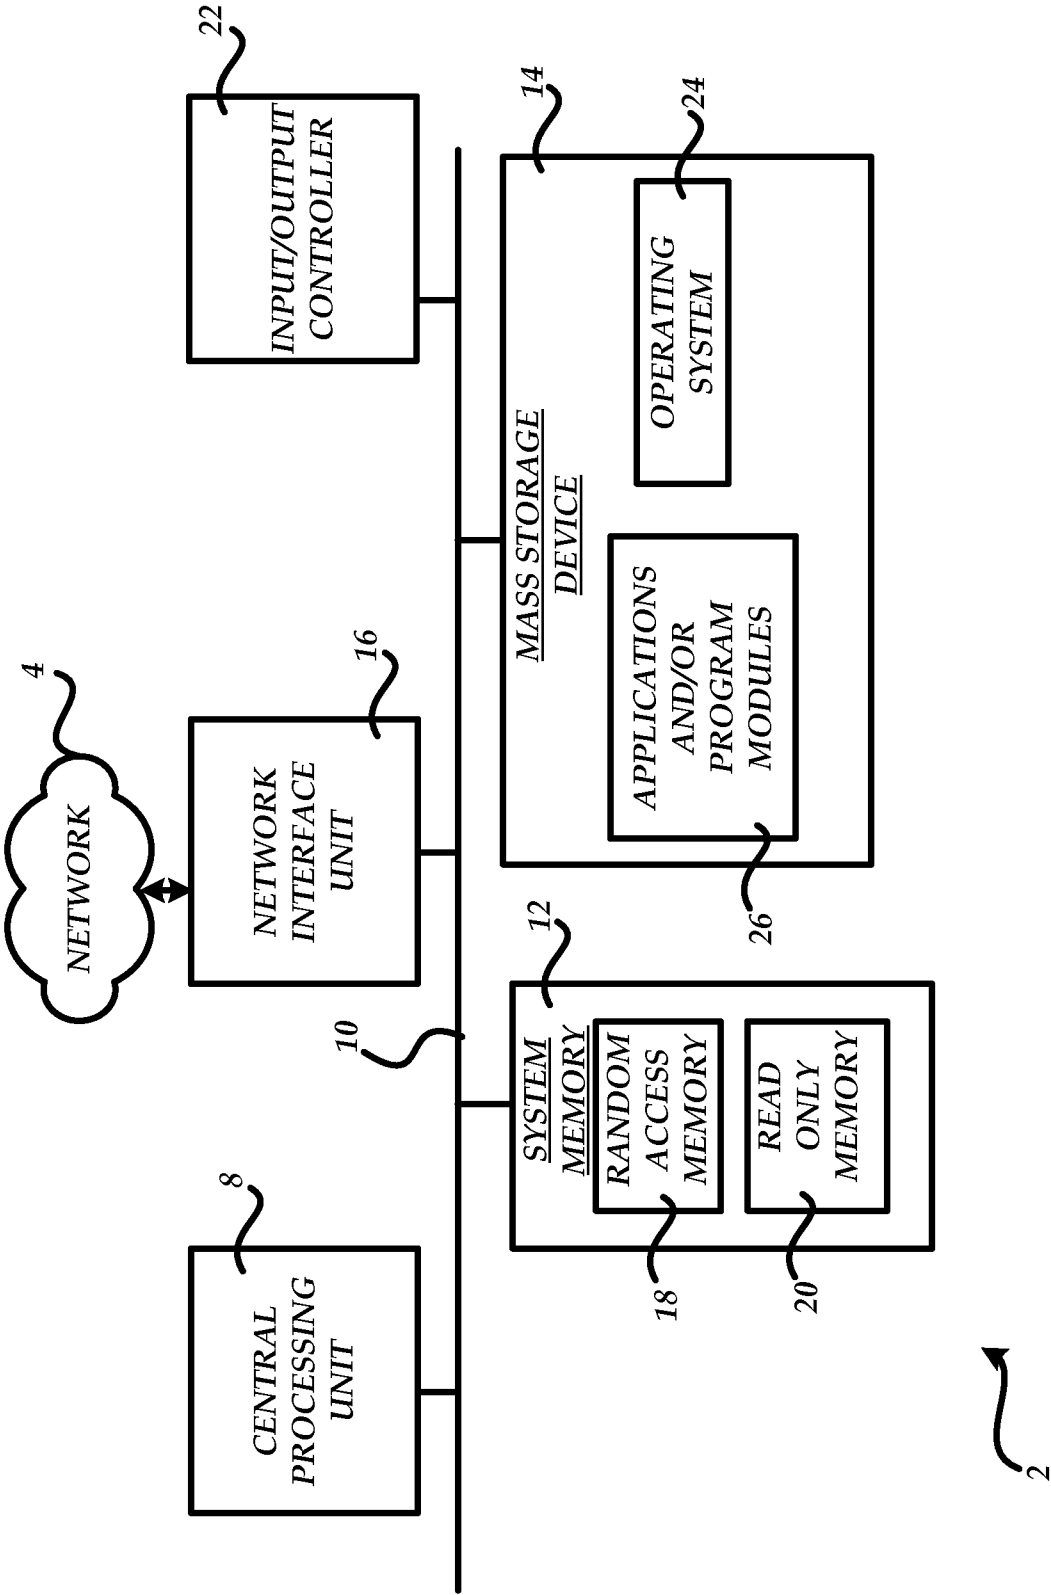 4
NETWORK
8
CENTRAL
PROCESSING
UNIT
16
NETWORK
INTERFACE
UNIT
22
INPUT/OUTPUT
CONTROLLER
10
12
SYSTEM
MEMORY
RANDOM
ACCESS
MEMORY
18
READ
ONLY
MEMORY
20
14
MASS STORAGE
DEVICE
APPLICATIONS
AND/OR
PROGRAM
MODULES
26
OPERATING
SYSTEM
24
2